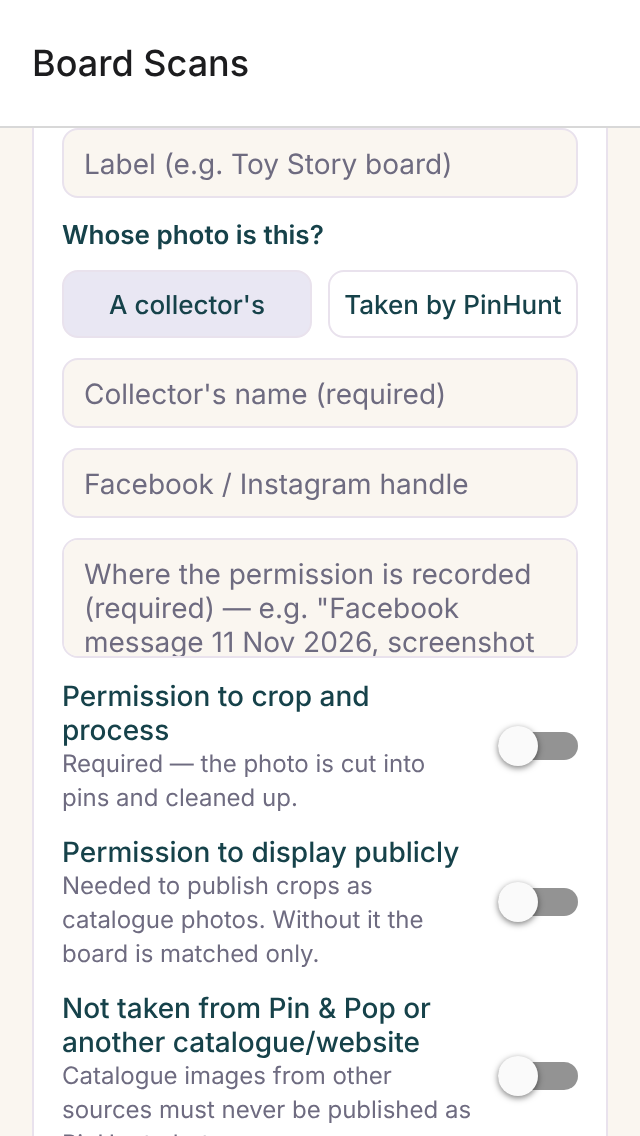 Board Scans
Label (e.g. Toy Story board)
Whose photo is this?
A collector's
Taken by PinHunt
Collector's name (required)
Facebook / Instagram handle
Where the permission is recorded
(required) — e.g. "Facebook
message 11 Nov 2026, screenshot
Permission to crop and
process
Required — the photo is cut into
pins and cleaned up.
Permission to display publicly
Needed to publish crops as
catalogue photos. Without it the
board is matched only.
Not taken from Pin & Pop or
another catalogue/website
Catalogue images from other
sources must never be published as